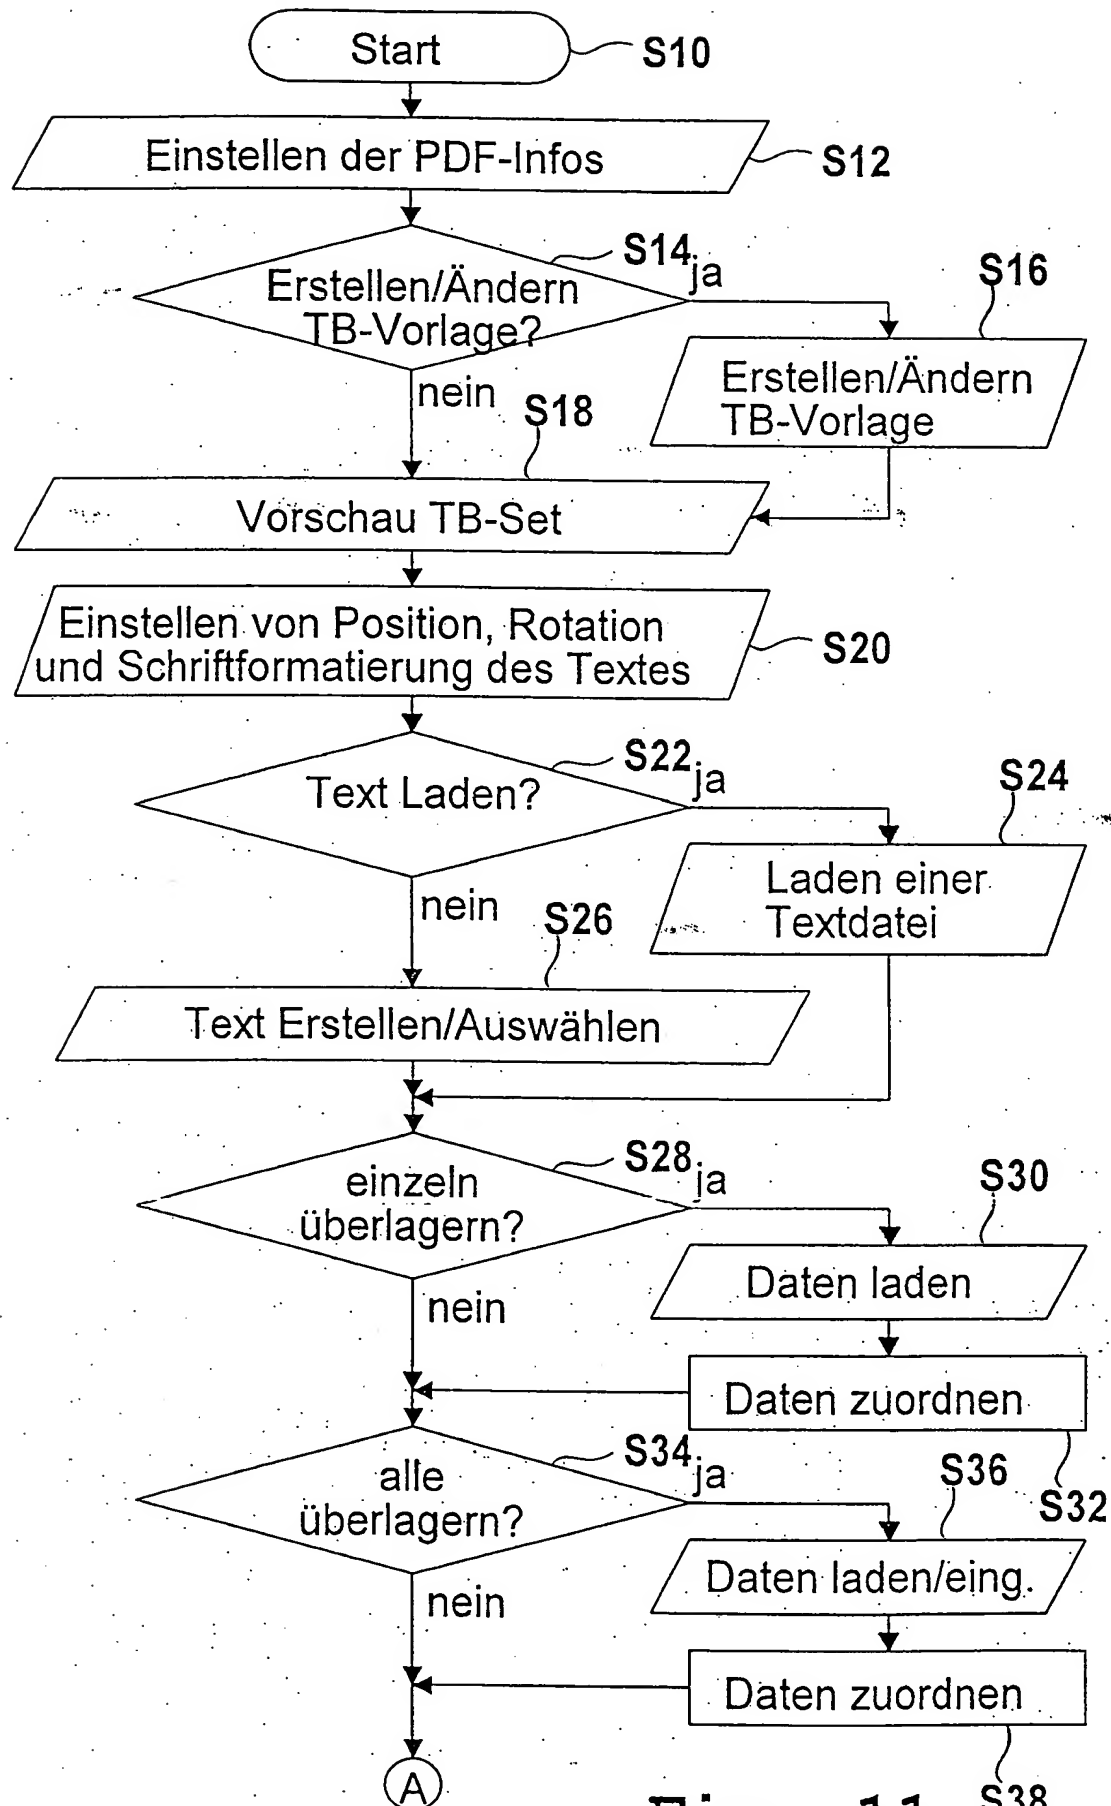 Start
S10
Einstellen der PDF-Infos
S12
S14
ja
Erstellen/Ändern
TB-Vorlage?
nein
S16
Erstellen/Ändern
TB-Vorlage
S18
Vorschau TB-Set
Einstellen von Position, Rotation
und Schriftformatierung des Textes
S20
S22
ja
Text Laden?
nein
S24
Laden einer
Textdatei
S26
Text Erstellen/Auswählen
S28
ja
einzeln
überlagern?
nein
S30
Daten laden
Daten zuordnen
S32
S34
ja
alle
überlagern?
nein
S36
Daten laden/eing.
Daten zuordnen
S38
A